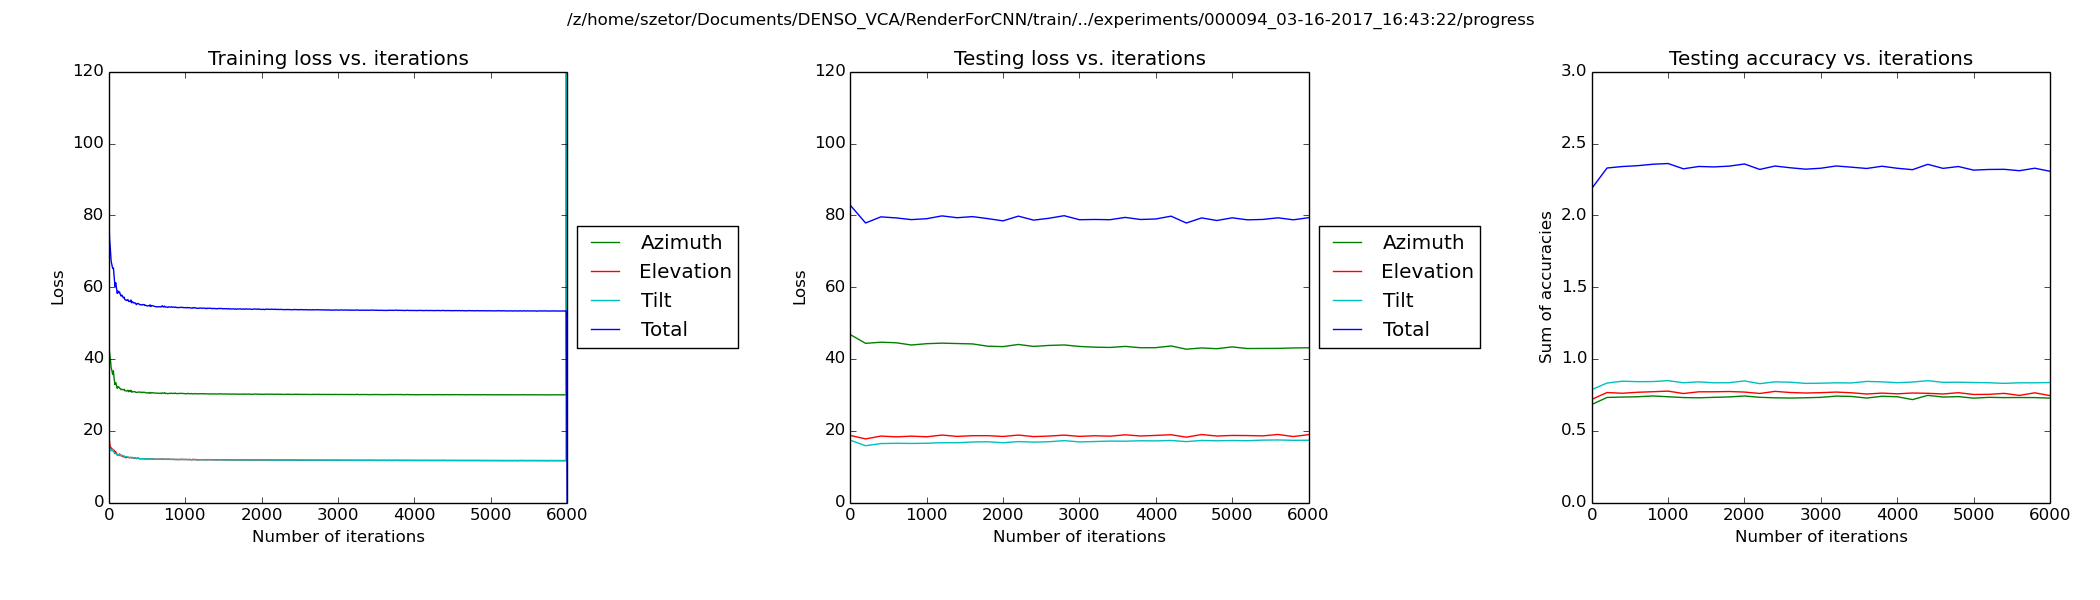 /z/home/szetor/Documents/DENSO_VCA/RenderForCNN/train/../experiments/000094_03-16-2017_16:43:22/progress
Training loss vs. iterations
120
100
80
60
40
20
0
0 1000 2000 3000 4000 5000 6000
Loss
Number of iterations
Azimuth
Elevation
Tilt
Total
Testing loss vs. iterations
120
100
80
60
40
20
0
0 1000 2000 3000 4000 5000 6000
Loss
Number of iterations
Azimuth
Elevation
Tilt
Total
Testing accuracy vs. iterations
3.0
2.5
2.0
1.5
1.0
0.5
0.0
0 1000 2000 3000 4000 5000 6000
Sum of accuracies
Number of iterations